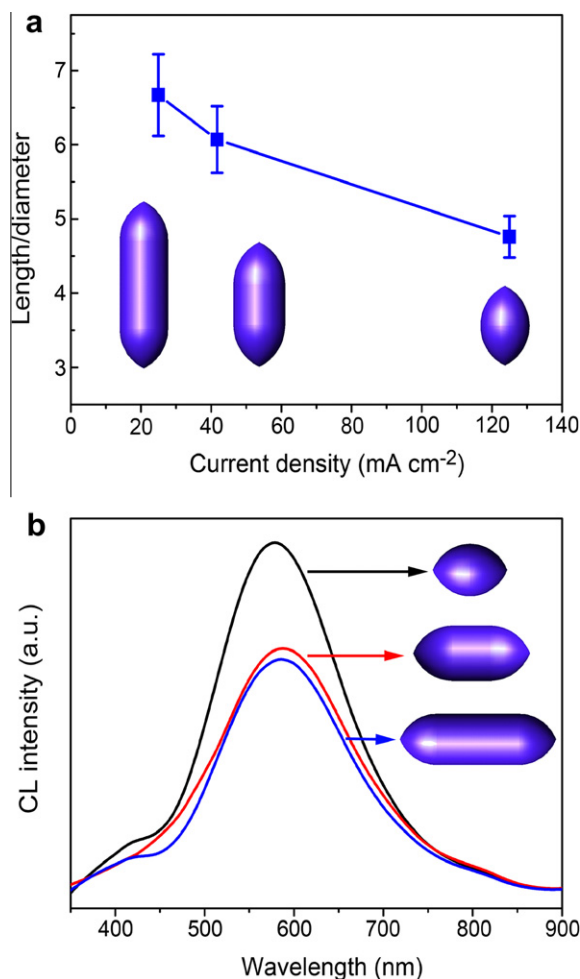 a
7
6
5
4
3
Length/diameter
0 20 40 60 80 100 120 140
Current density (mA cm-2)
b
CL intensity (a.u.)
400 500 600 700 800 900
Wavelength (nm)